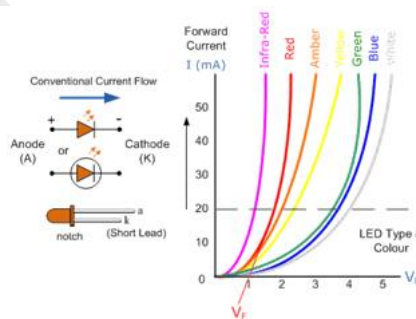 Conventional Current Flow
+ -
Anode
(A)
or
Cathode
(K)
a
k
notch
(Short Lead)
Forward
Current
I (mA)
Infra-Red
Red
Amber
Yellow
Green
Blue
White
50
40
30
20
10
0
1 2 3 4 5
LED Type
Colour
V_F